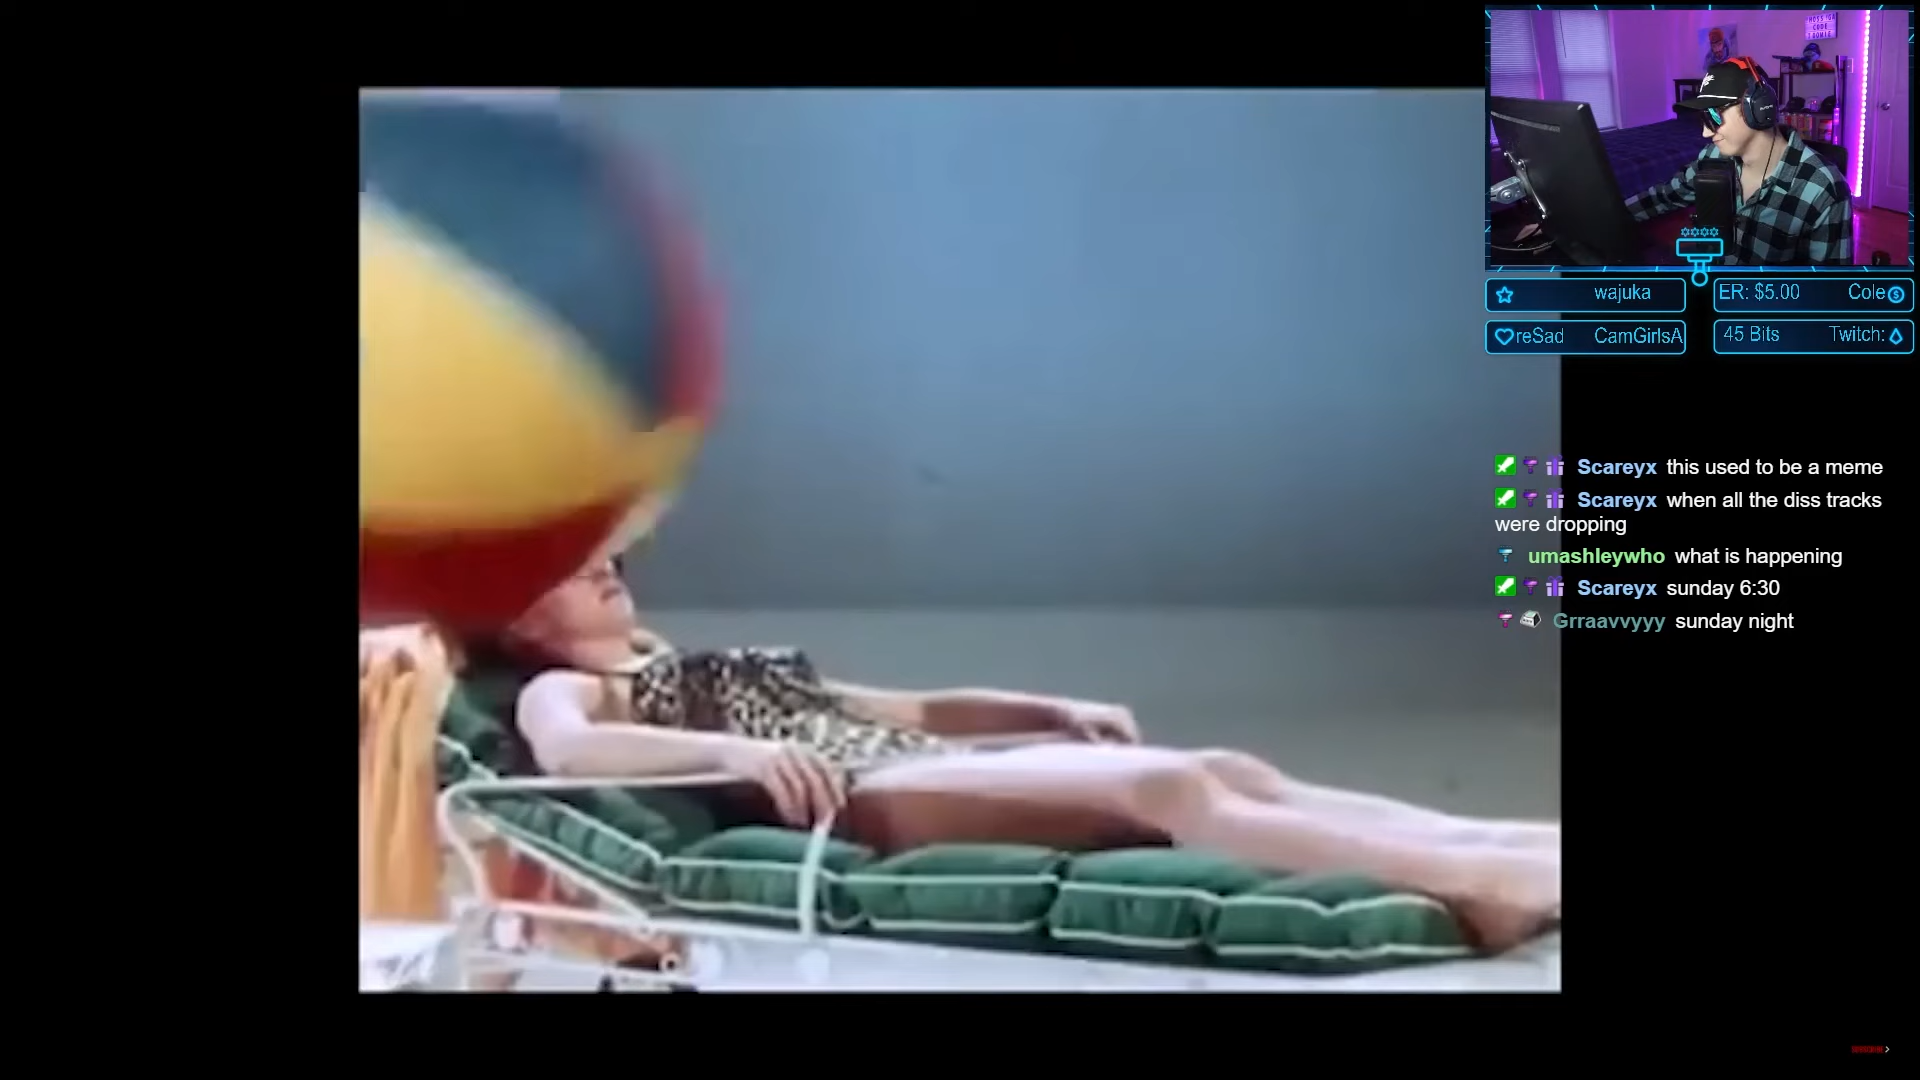 wajuka
ER: $5.00 Cole
reSad CamGirlsA
45 Bits Twitch:
Scareyx this used to be a meme
Scareyx when all the diss tracks
were dropping
umashleywho what is happening
Scareyx sunday 6:30
Grraavvyyy sunday night